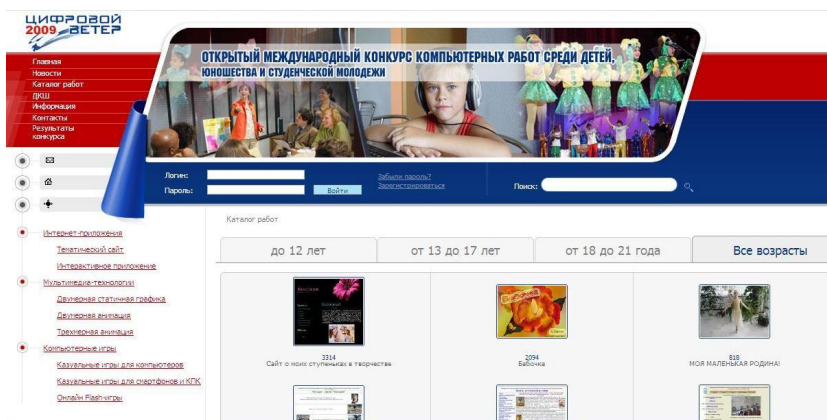 ЦИФРОВОЙ
2009 ВЕТЕР
ОТКРЫТЫЙ МЕЖДУНАРОДНЫЙ КОНКУРС КОМПЬЮТЕРНЫХ РАБОТ СРЕДИ ДЕТЕЙ,
ЮНОШЕСТВА И СТУДЕНЧЕСКОЙ МОЛОДЕЖИ
Главная
Новости
Каталог работ
ДКШ
Информация
Контакты
Результаты
конкурса
Логин:
Забыли пароль?
Пароль:
Войти
Зарегистрироваться
Поиск:
Интернет-приложения
Тематический сайт
Интерактивное приложение
Мультимедиа-технологии
Двумерная статичная графика
Двумерная анимация
Трехмерная анимация
Компьютерные игры
Казуальные игры для компьютеров
Казуальные игры для смартфонов и КПК
Онлайн Flash-игры
Каталог работ
до 12 лет
от 13 до 17 лет
от 18 до 21 года
Все возрасты
3314
Сайт о моих ступеньках в творчестве
2094
Бабочка
818
МОЯ МАЛЕНЬКАЯ РОДИНА!